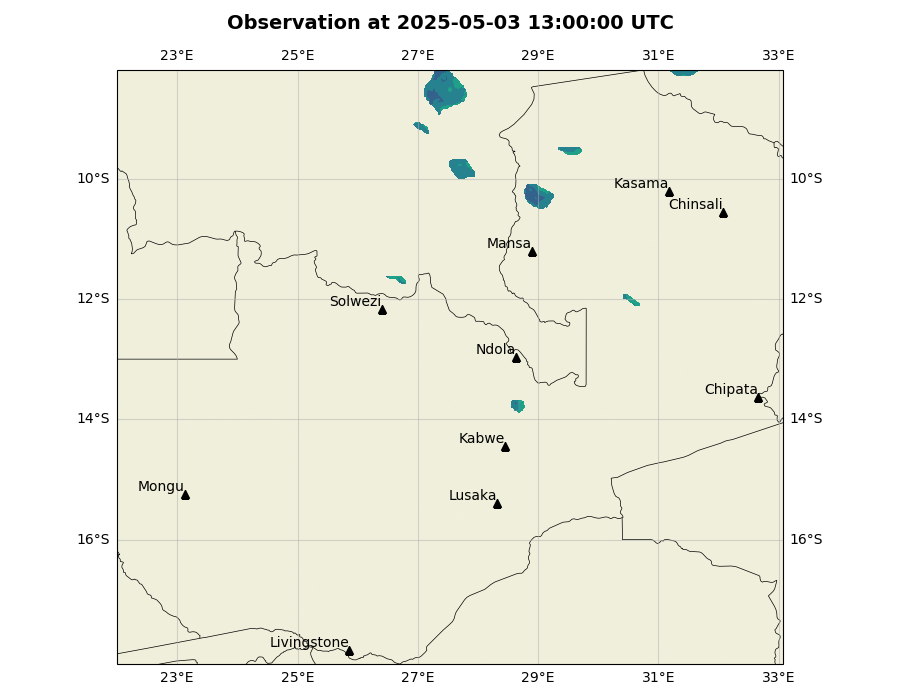 Observation at 2025-05-03 13:00:00 UTC
23°E 25°E 27°E 29°E 31°E 33°E
10°S 10°S
Kasama
Chinsali
Mansa
12°S 12°S
Solwezi
Ndola
Chipata
14°S 14°S
Kabwe
Mongu
Lusaka
16°S 16°S
Livingstone
23°E 25°E 27°E 29°E 31°E 33°E